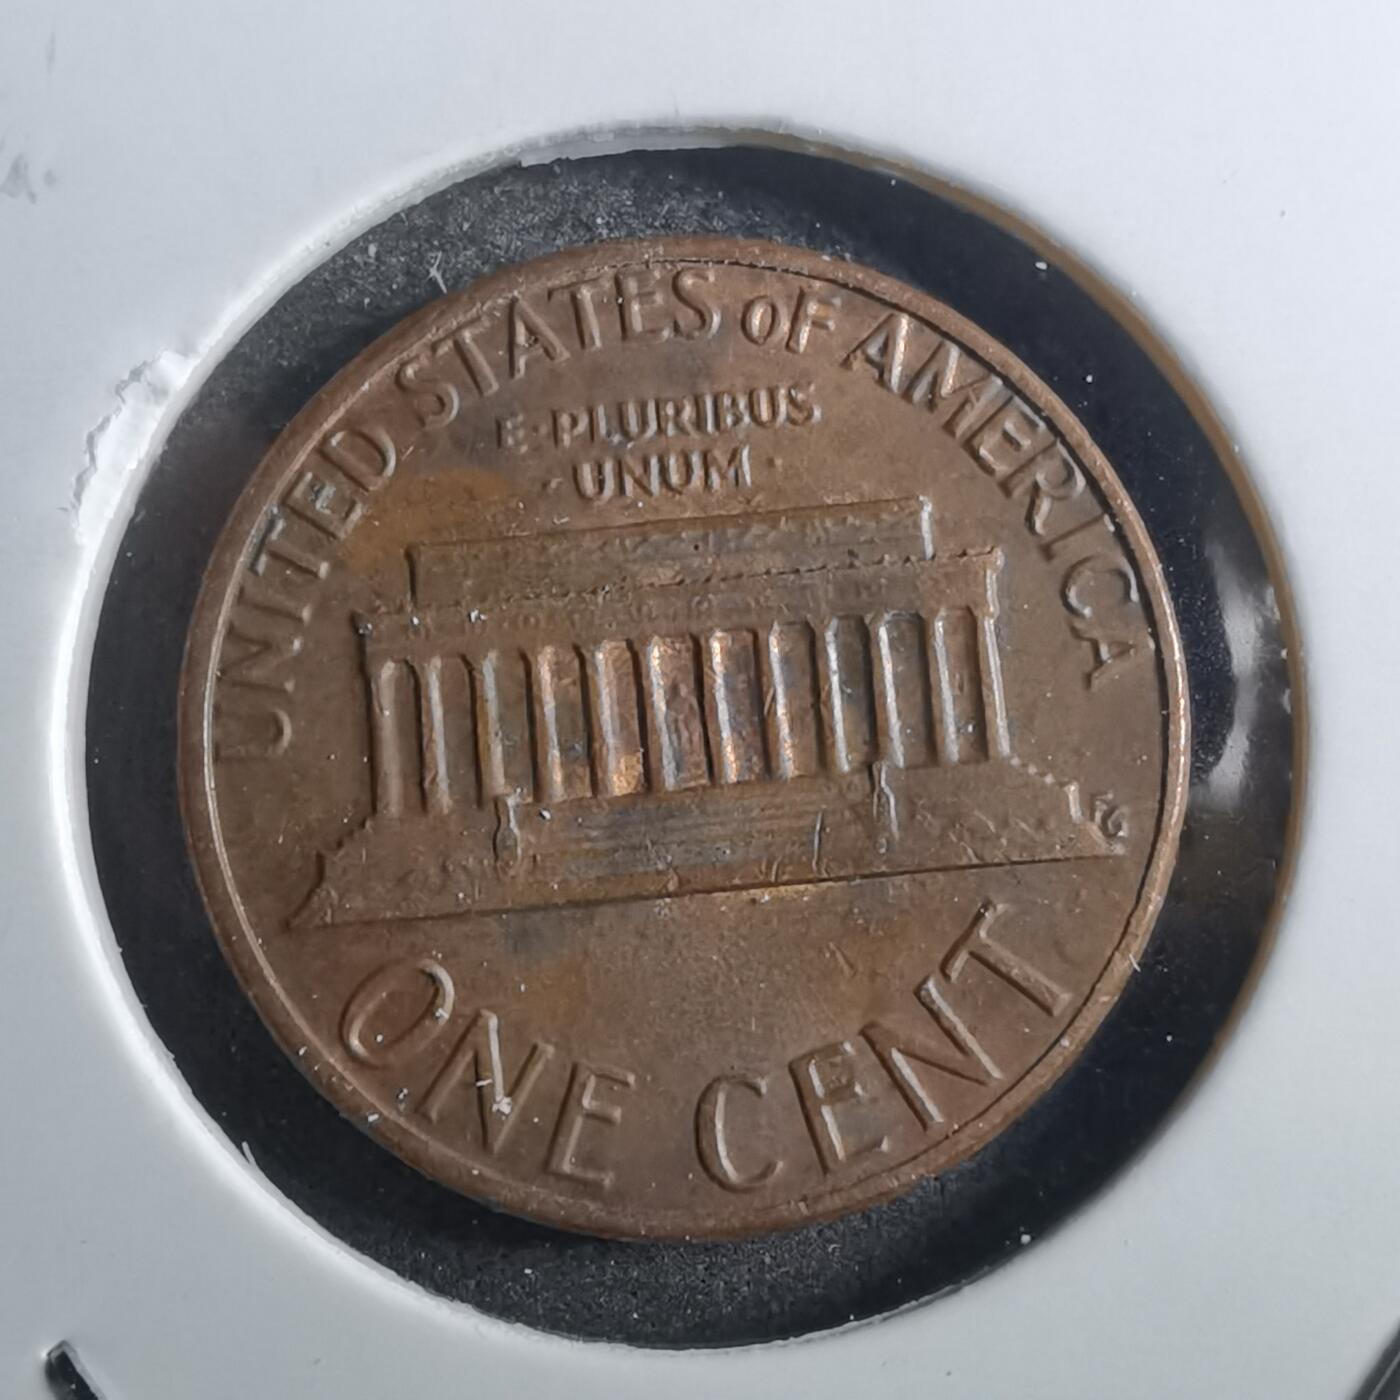 UNITED STATES OF AMERICA
E·PLURIBUS
·UNUM·
ONE CENT